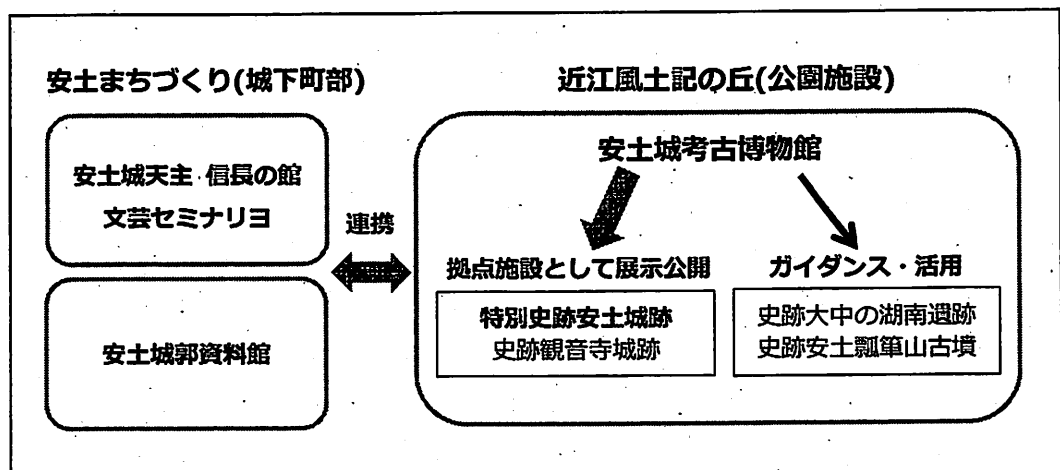 安土まちづくり(城下町部)
安土城天主 信長の館
文芸セミナリヨ
安土城郭資料館
連携
近江風土記の丘(公園施設)
安土城考古博物館
拠点施設として展示公開
特別史跡安土城跡
史跡観音寺城跡
ガイダンス・活用
史跡大中の湖南遺跡
史跡安土瓢箪山古墳